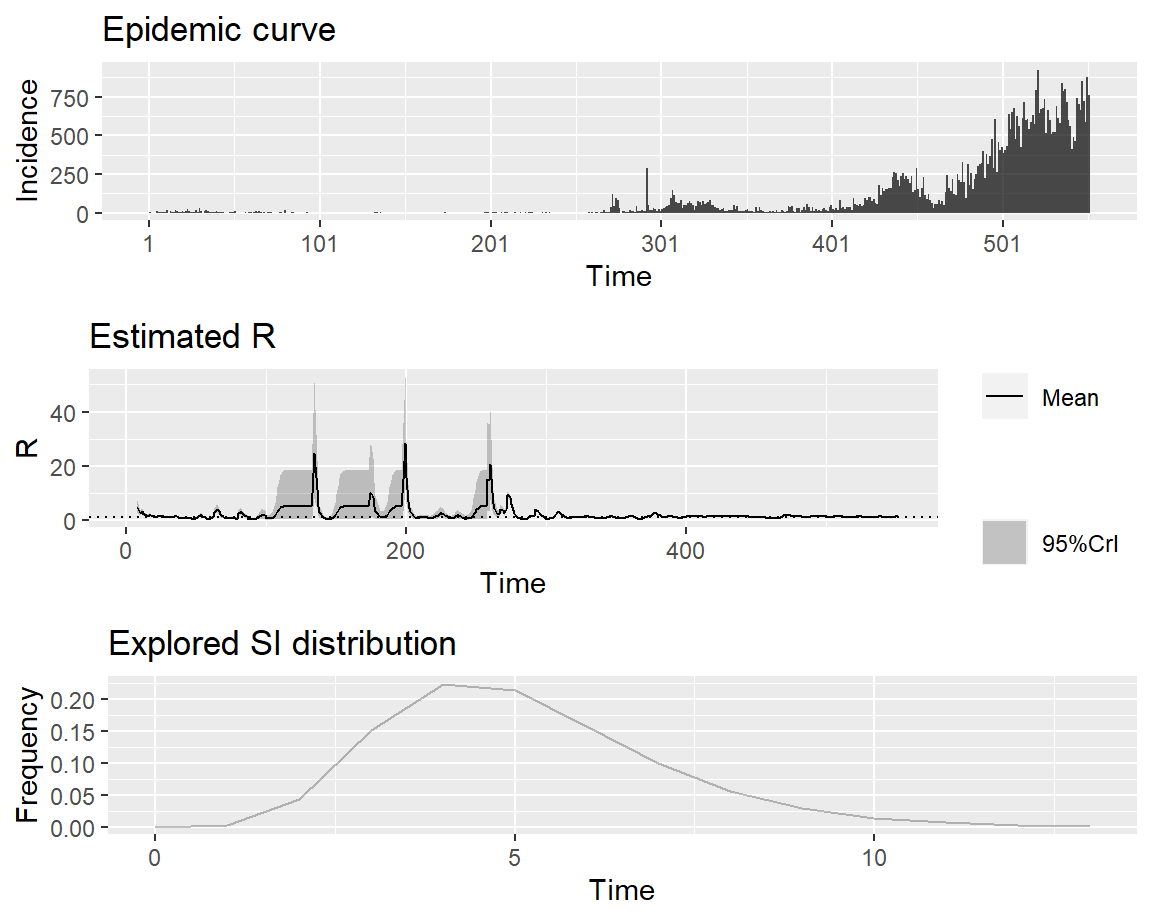 Epidemic curve
Incidence
750
500
250
0
1
101
201
301
401
501
Time
Estimated R
R
40
20
0
0
200
400
Time
Mean
95%CrI
Explored SI distribution
Frequency
0.20
0.15
0.10
0.05
0.00
0
5
10
Time